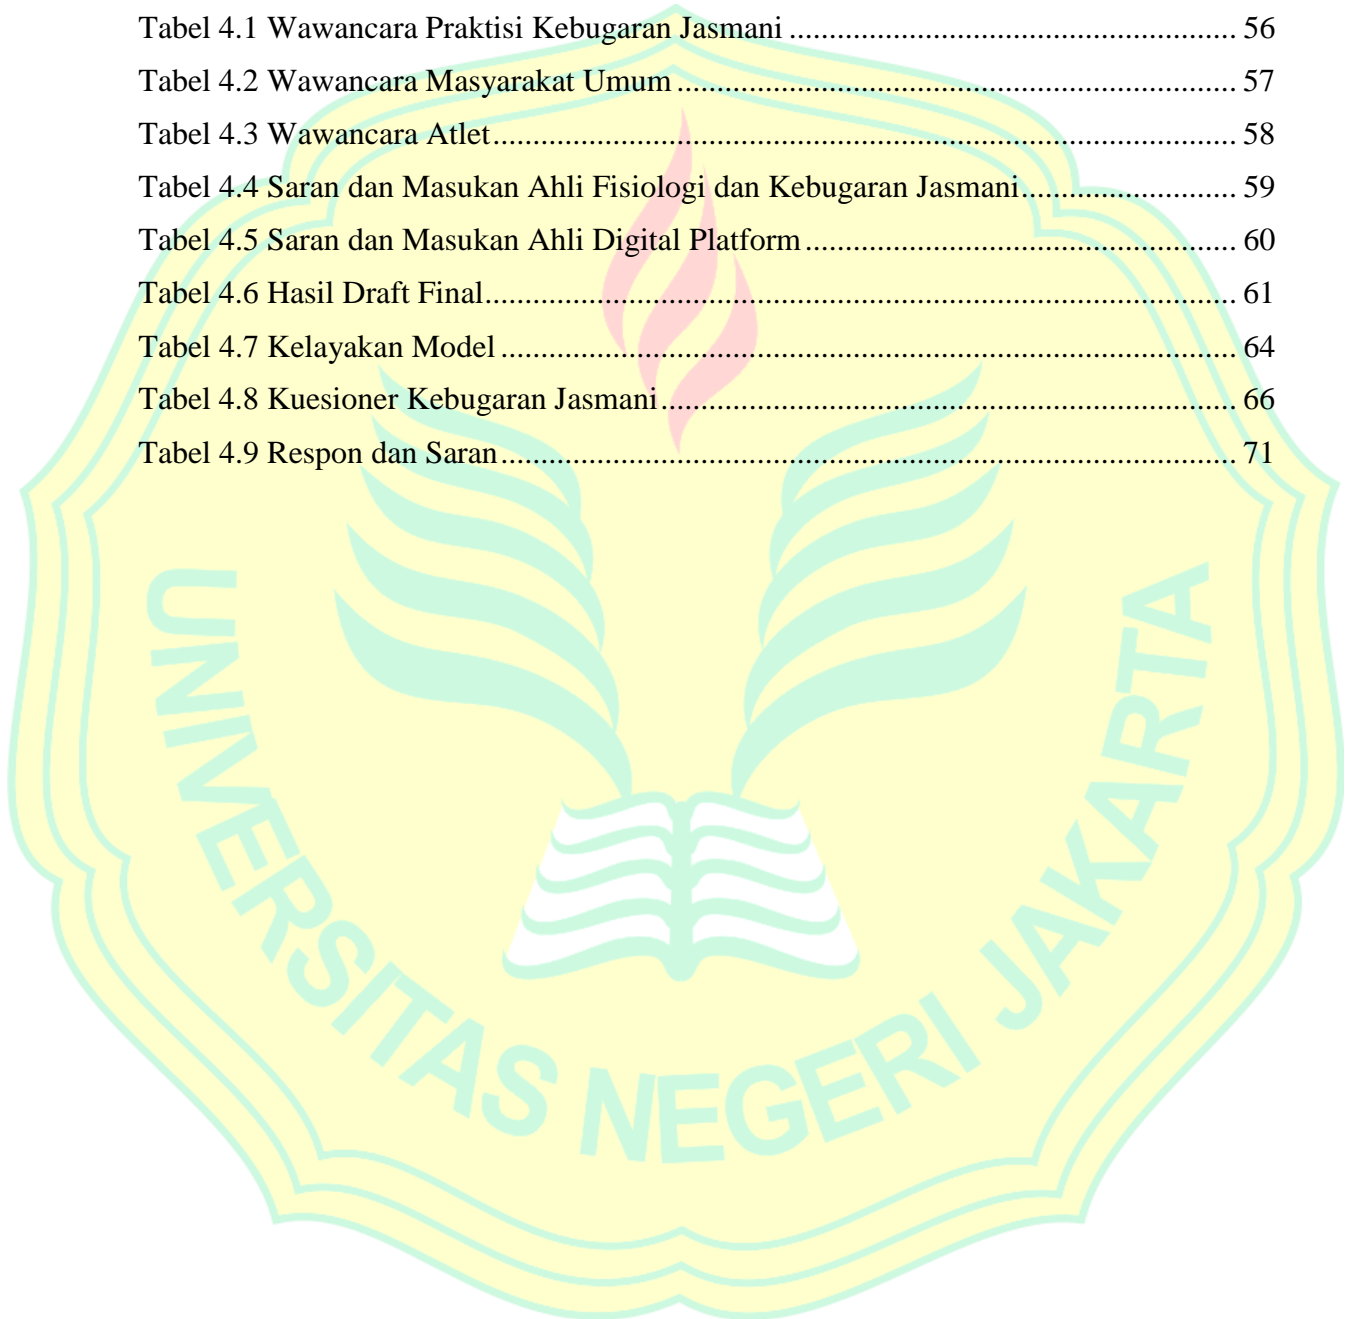 Tabel 4.1 Wawancara Praktisi Kebugaran Jasmani ........................................................ 56
Tabel 4.2 Wawancara Masyarakat Umum ...................................................................... 57
Tabel 4.3 Wawancara Atlet............................................................................................. 58
Tabel 4.4 Saran dan Masukan Ahli Fisiologi dan Kebugaran Jasmani........................... 59
Tabel 4.5 Saran dan Masukan Ahli Digital Platform ...................................................... 60
Tabel 4.6 Hasil Draft Final.............................................................................................. 61
Tabel 4.7 Kelayakan Model ............................................................................................ 64
Tabel 4.8 Kuesioner Kebugaran Jasmani........................................................................ 66
Tabel 4.9 Respon dan Saran............................................................................................ 71
UNIVERSITAS NEGERI JAKARTA